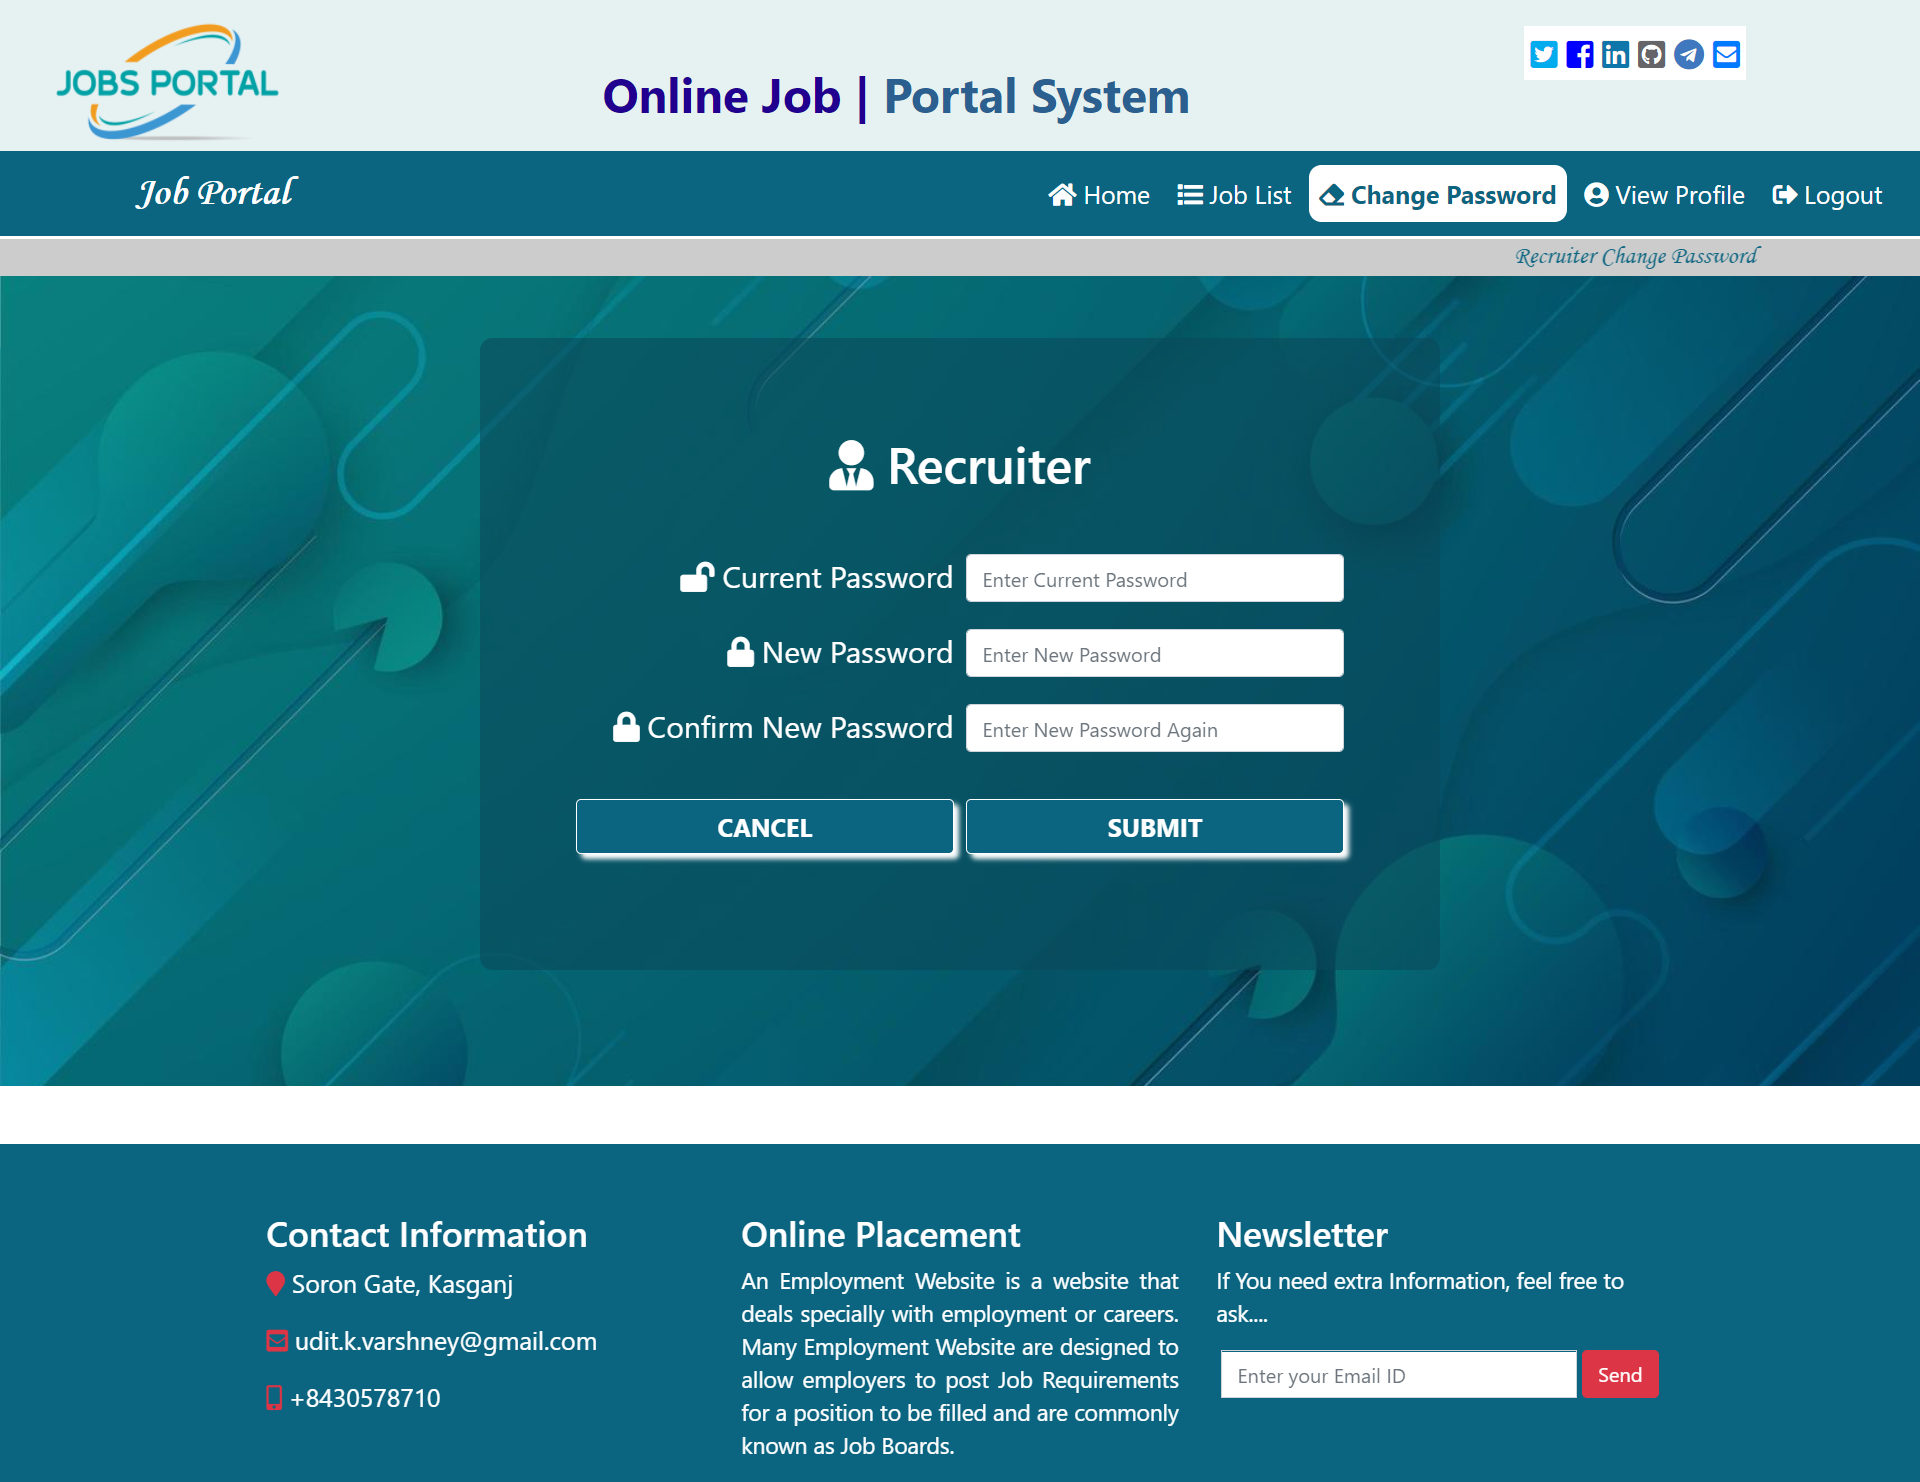 JOBS PORTAL
Online Job | Portal System
Job Portal
Home
Job List
Change Password
View Profile
Logout
Recruiter Change Password
Recruiter
Current Password
Enter Current Password
New Password
Enter New Password
Confirm New Password
Enter New Password Again
CANCEL
SUBMIT
Contact Information
Soron Gate, Kasganj
udit.k.varshney@gmail.com
+8430578710
Online Placement
An Employment Website is a website that
deals specially with employment or careers.
Many Employment Website are designed to
allow employers to post Job Requirements
for a position to be filled and are commonly
known as Job Boards.
Newsletter
If You need extra Information, feel free to
ask....
Enter your Email ID
Send